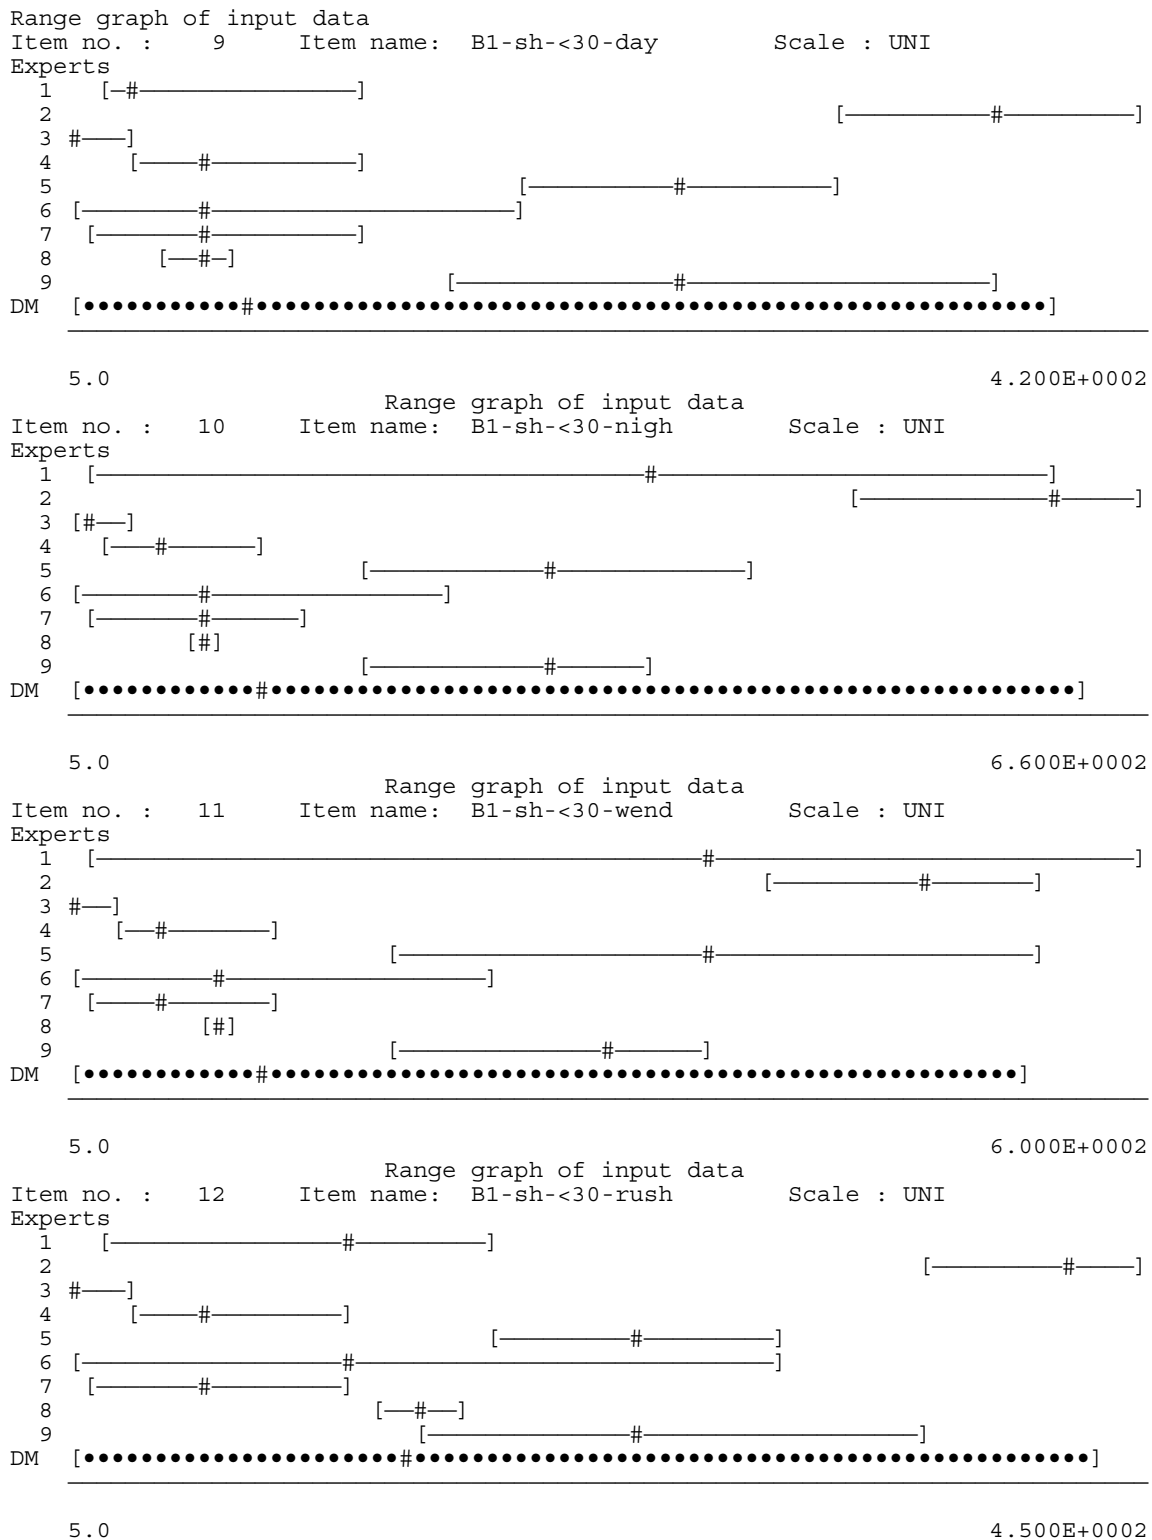 Range graph of input data
Item no. :    9      Item name:  B1-sh-<30-day        Scale : UNI
Experts
  1   [—#———————————————]
  2                                                      [——————————#—————————]
  3 #———]
  4     [————#——————————]
  5                                [——————————#——————————]
  6 [————————#—————————————————————]
  7  [———————#——————————]
  8       [——#—]
  9                           [———————————————#—————————————————————]
DM  [•••••••••••#•••••••••••••••••••••••••••••••••••••••••••••••••••••••]
5.0                                                             4.200E+0002
Range graph of input data
Item no. :   10      Item name:  B1-sh-<30-nigh        Scale : UNI
Experts
  1  [——————————————————————————————————————#———————————————————————————]
  2                                                      [—————————————#—————]
  3 [#——]
  4   [———#——————]
  5                     [————————————#—————————————]
  6 [————————#————————————————]
  7  [———————#——————]
  8         [#]
  9                     [————————————#——————]
DM  [••••••••••••#••••••••••••••••••••••••••••••••••••••••••••••••••••••••]
5.0                                                             6.600E+0002
Range graph of input data
Item no. :   11      Item name:  B1-sh-<30-wend        Scale : UNI
Experts
  1  [——————————————————————————————————————————#—————————————————————————————]
  2                                                [——————————#———————]
  3 #——]
  4    [——#———————]
  5                       [—————————————————————#——————————————————————]
  6 [—————————#——————————————————]
  7  [————#———————]
  8          [#]
  9                       [——————————————#——————]
DM  [••••••••••••#••••••••••••••••••••••••••••••••••••••••••••••••••••]
5.0                                                             6.000E+0002
Range graph of input data
Item no. :   12      Item name:  B1-sh-<30-rush        Scale : UNI
Experts
  1   [————————————————#—————————]
  2                                                           [—————————#————]
  3 #———]
  4     [————#—————————]
  5                              [—————————#—————————]
  6 [——————————————————#—————————————————————————————]
  7  [———————#—————————]
  8                      [——#——]
  9                         [——————————————#———————————————————]
DM  [••••••••••••••••••••••#•••••••••••••••••••••••••••••••••••••••••••••••]
5.0                                                             4.500E+0002